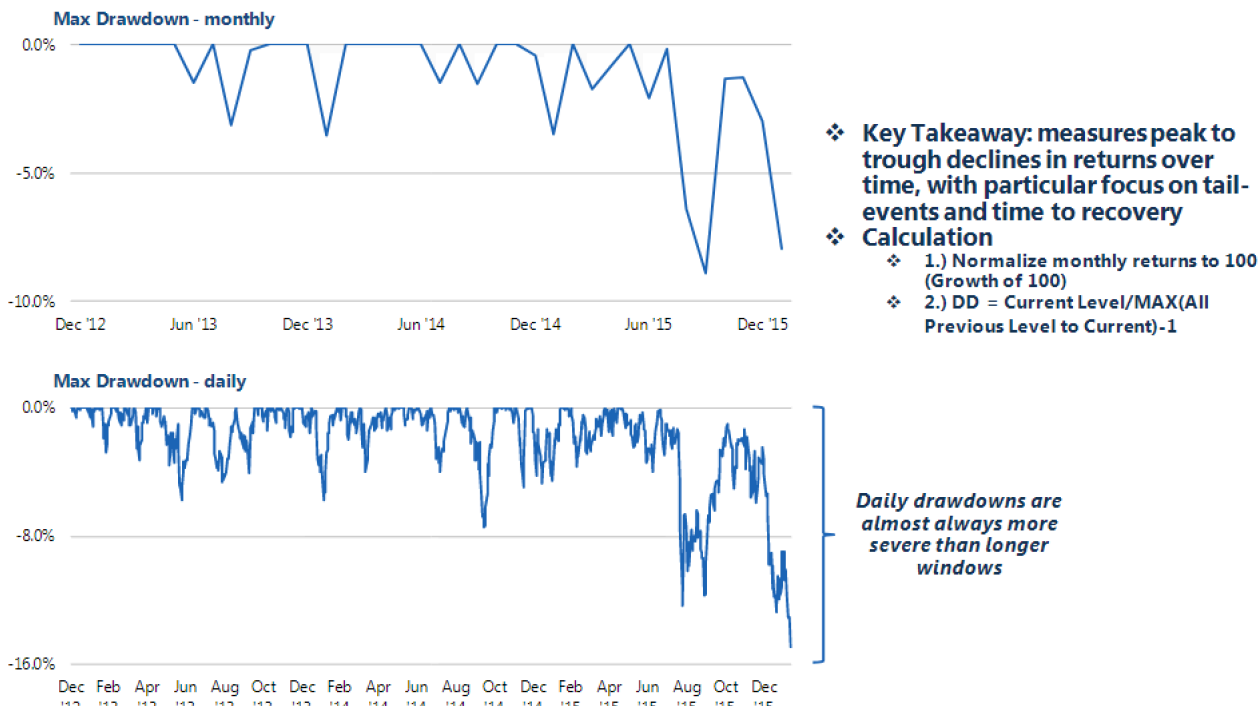 Max Drawdown - monthly
0.0%
-5.0%
-10.0%
Dec '12 Jun '13 Dec '13 Jun '14 Dec '14 Jun '15 Dec '15
❖ Key Takeaway: measures peak to
trough declines in returns over
time, with particular focus on tail-
events and time to recovery
❖ Calculation
❖ 1.) Normalize monthly returns to 100
(Growth of 100)
❖ 2.) DD = Current Level/MAX(All
Previous Level to Current)-1
Max Drawdown - daily
0.0%
-8.0%
-16.0%
Dec Feb Apr Jun Aug Oct Dec Feb Apr Jun Aug Oct Dec Feb Apr Jun Aug Oct Dec
Daily drawdowns are
almost always more
severe than longer
windows